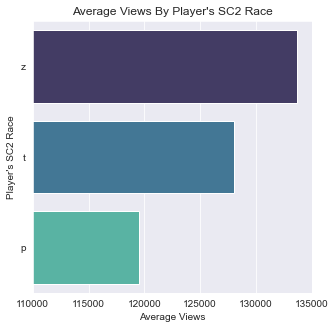 Average Views By Player's SC2 Race
Player's SC2 Race
z
t
p
110000 115000 120000 125000 130000 135000
Average Views